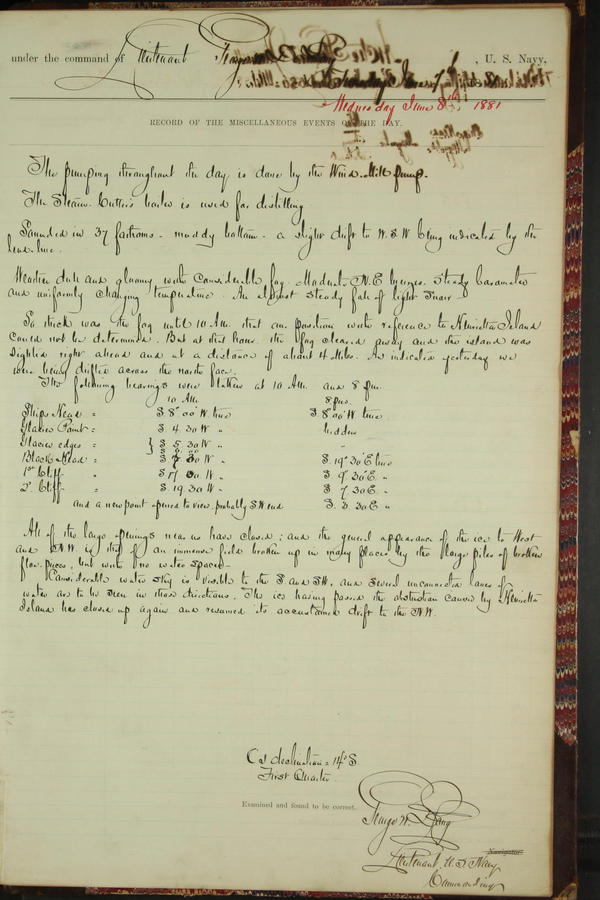 under the command of Lieutenant George W. De Long, U. S. Navy,
Wednesday June 8th 1881
RECORD OF THE MISCELLANEOUS EVENTS OF THE DAY.
The pumping throughout the day is done by the Wind-Mill pump.
The Steam Cutter's boiler is used for distilling.
Sounded in 37 fathoms - muddy bottom - a slight drift to W.S.W being indicated by the
lead-line.
Weather dull and gloomy with considerable fog. Moderate N.E breezes. Steady barometer
and uniformly changing temperature. An almost steady fall of light snow -
So thick was the fog until 10 A.M. that our position with reference to Henrietta Island
could not be determined. But at that hour the fog cleared away and the island was
sighted right ahead and at a distance of about 4 Miles. As indicated yesterday we
were being drifted across the north face.
The following bearings were taken at 10 A.M. and 8 p.m.
10 A.M. 8 p.m.
Ships Head = S 8° 00' W true S 8° 00' W true
Glacier Point = S 4 30 W " hidden
Glacier edges = } S 5 30 W "
Black Head = 30 W " S 19° 30' E true
1st Cliff = S 17 30 W " S 9° 30' E "
2d Cliff = S 19 30 W " S 7 30 E "
and a new point opened to view, probably SW end S 3 30 E "
All of the large openings near us have closed; and the general appearance of the ice to West
and NW is that of an immense field broken up in many places by the large piles of broken
floe-pieces, but with no water spaces -
Considerable water sky is visible to the S and SW, and several unconnected lanes of
water are to be seen in those directions. The ice having passed the obstruction caused by Henrietta
Island has closed up again and resumed its accustomed drift to the NW.
declination = 14° S.
First Quarter
Examined and found to be correct.
George W. De Long
Navigator.
Lieutenant, U. S. Navy
Commanding